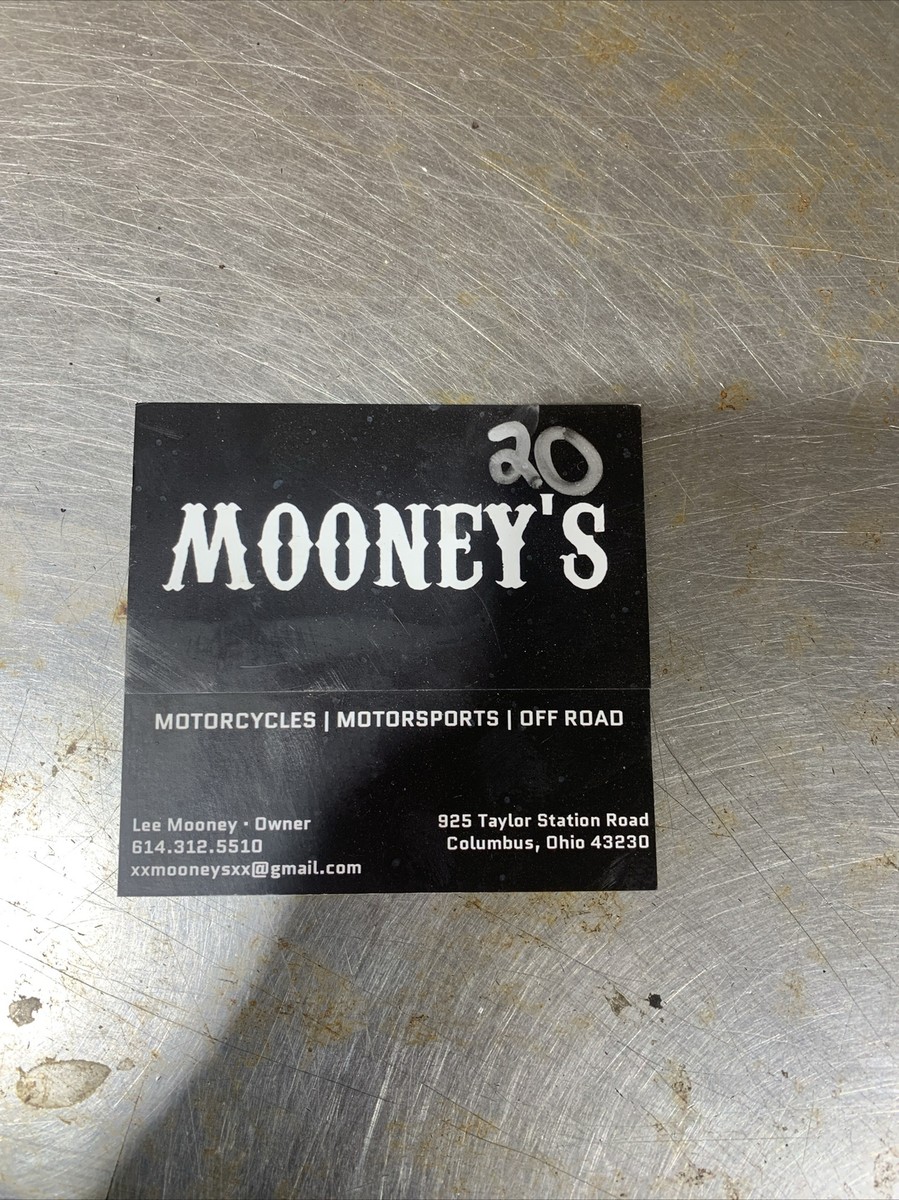 20
MOONEY'S
MOTORCYCLES | MOTORSPORTS | OFF ROAD
Lee Mooney · Owner
614.312.5510
xxmooneysxx@gmail.com
925 Taylor Station Road
Columbus, Ohio 43230